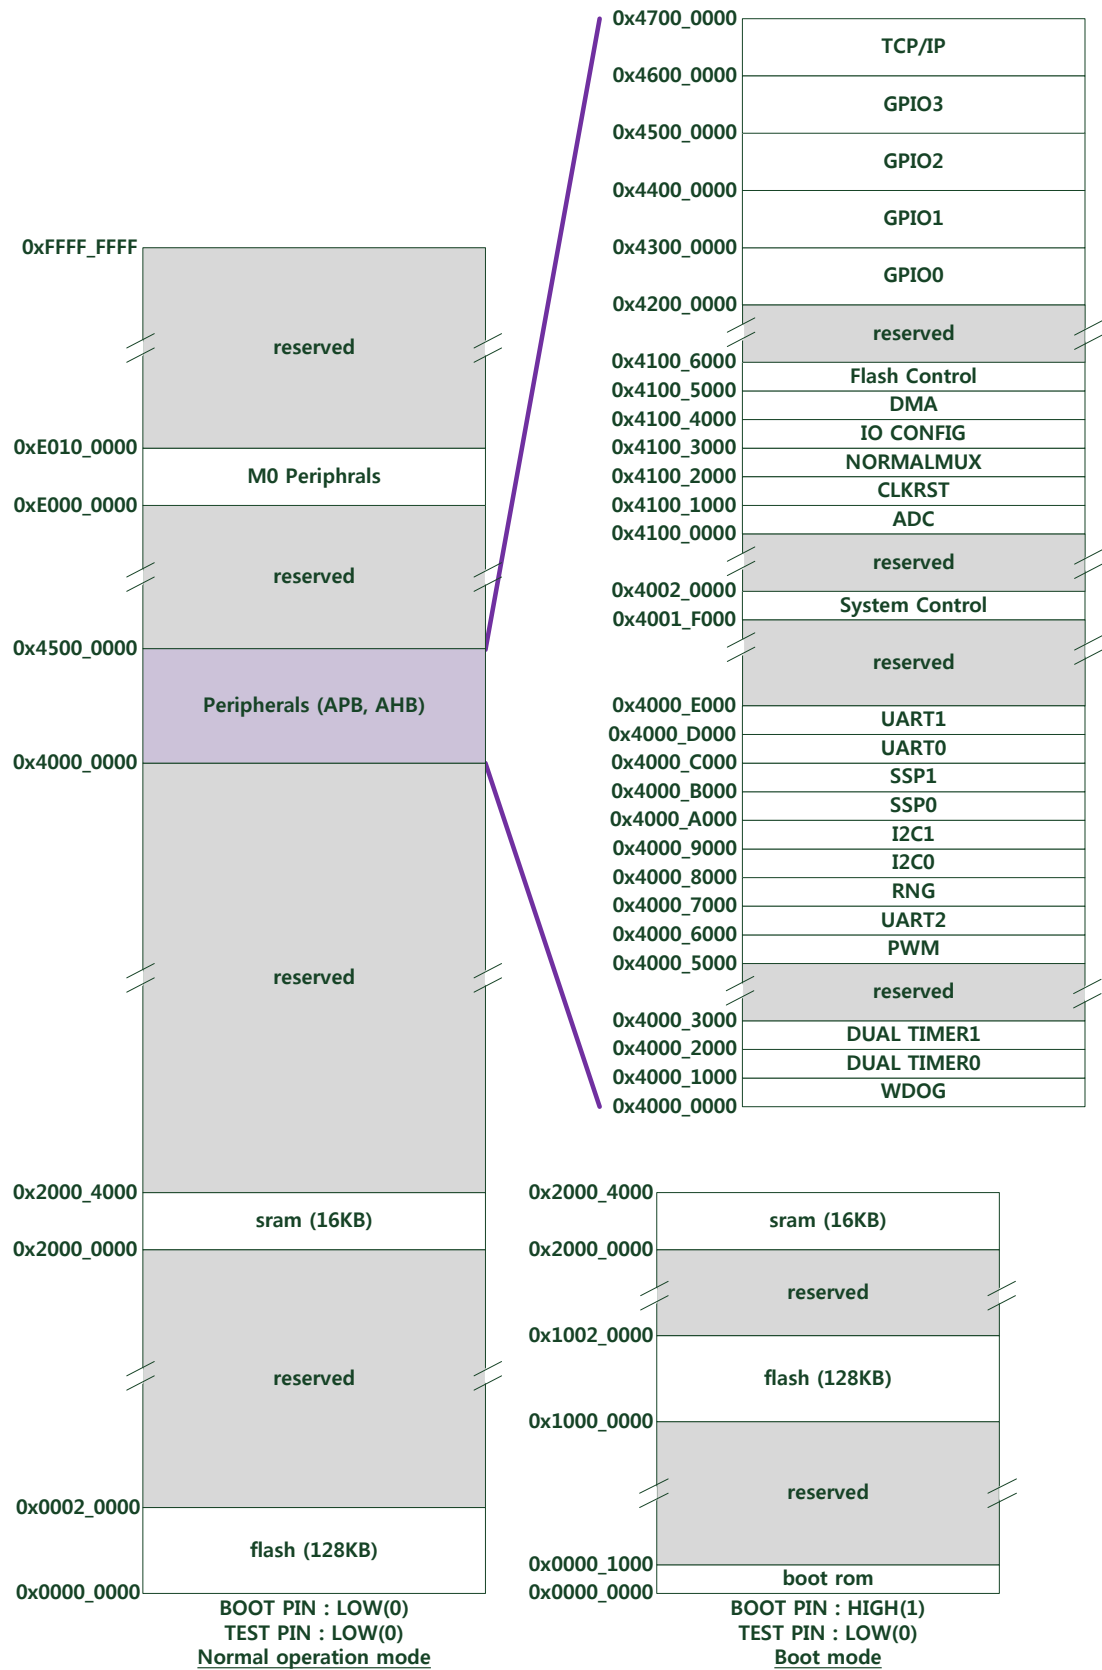 0x4700_0000
TCP/IP
0x4600_0000
GPIO3
0x4500_0000
GPIO2
0x4400_0000
GPIO1
0x4300_0000
GPIO0
0x4200_0000
reserved
0x4100_6000
Flash Control
0x4100_5000
DMA
0x4100_4000
IO CONFIG
0x4100_3000
NORMALMUX
0x4100_2000
CLKRST
0x4100_1000
ADC
0x4100_0000
reserved
0x4002_0000
System Control
0x4001_F000
reserved
0x4000_E000
UART1
0x4000_D000
UART0
0x4000_C000
SSP1
0x4000_B000
SSP0
0x4000_A000
I2C1
0x4000_9000
I2C0
0x4000_8000
RNG
0x4000_7000
UART2
0x4000_6000
PWM
0x4000_5000
reserved
0x4000_3000
DUAL TIMER1
0x4000_2000
DUAL TIMER0
0x4000_1000
WDOG
0x4000_0000
0xFFFF_FFFF
reserved
0xE010_0000
M0 Periphrals
0xE000_0000
reserved
0x4500_0000
Peripherals (APB, AHB)
0x4000_0000
reserved
0x2000_4000
sram (16KB)
0x2000_0000
reserved
0x0002_0000
flash (128KB)
0x0000_0000
BOOT PIN : LOW(0)
TEST PIN : LOW(0)
Normal operation mode
0x2000_4000
sram (16KB)
0x2000_0000
reserved
0x1002_0000
flash (128KB)
0x1000_0000
reserved
0x0000_1000
boot rom
0x0000_0000
BOOT PIN : HIGH(1)
TEST PIN : LOW(0)
Boot mode